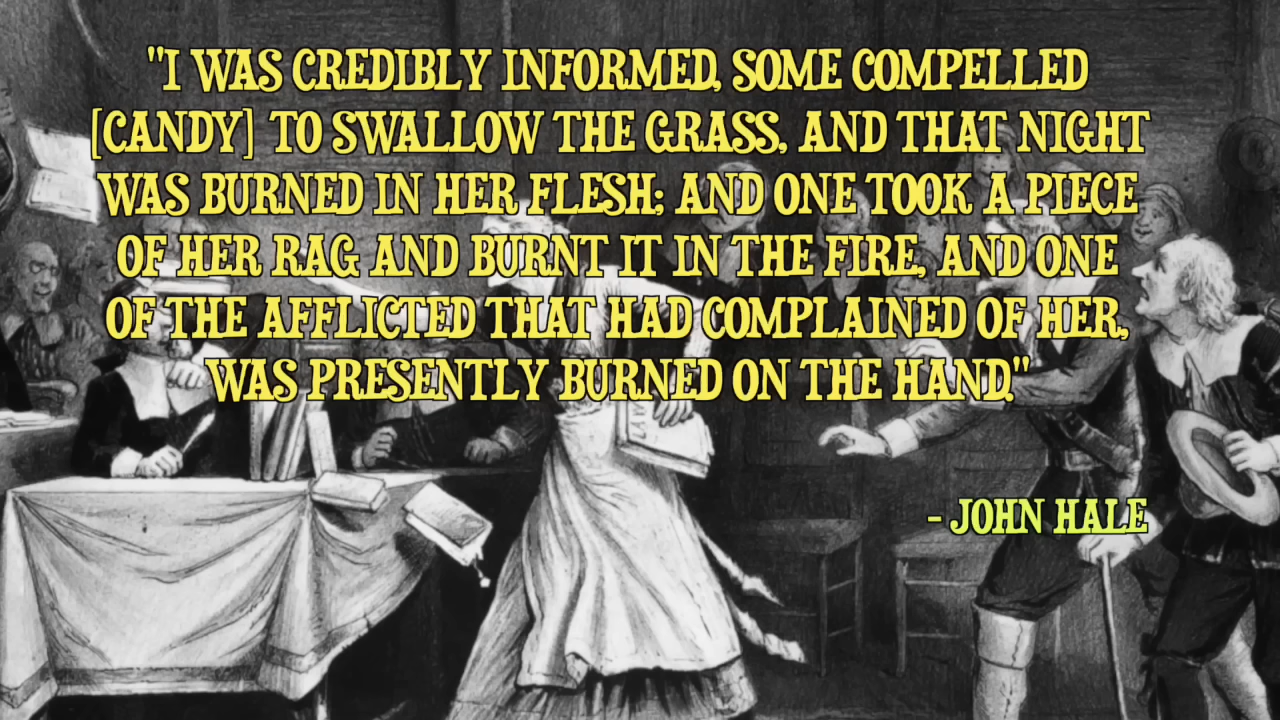 "I WAS CREDIBLY INFORMED, SOME COMPELLED
[CANDY] TO SWALLOW THE GRASS, AND THAT NIGHT
WAS BURNED IN HER FLESH; AND ONE TOOK A PIECE
OF HER RAG AND BURNT IT IN THE FIRE, AND ONE
OF THE AFFLICTED THAT HAD COMPLAINED OF HER,
WAS PRESENTLY BURNED ON THE HAND."
- JOHN HALE